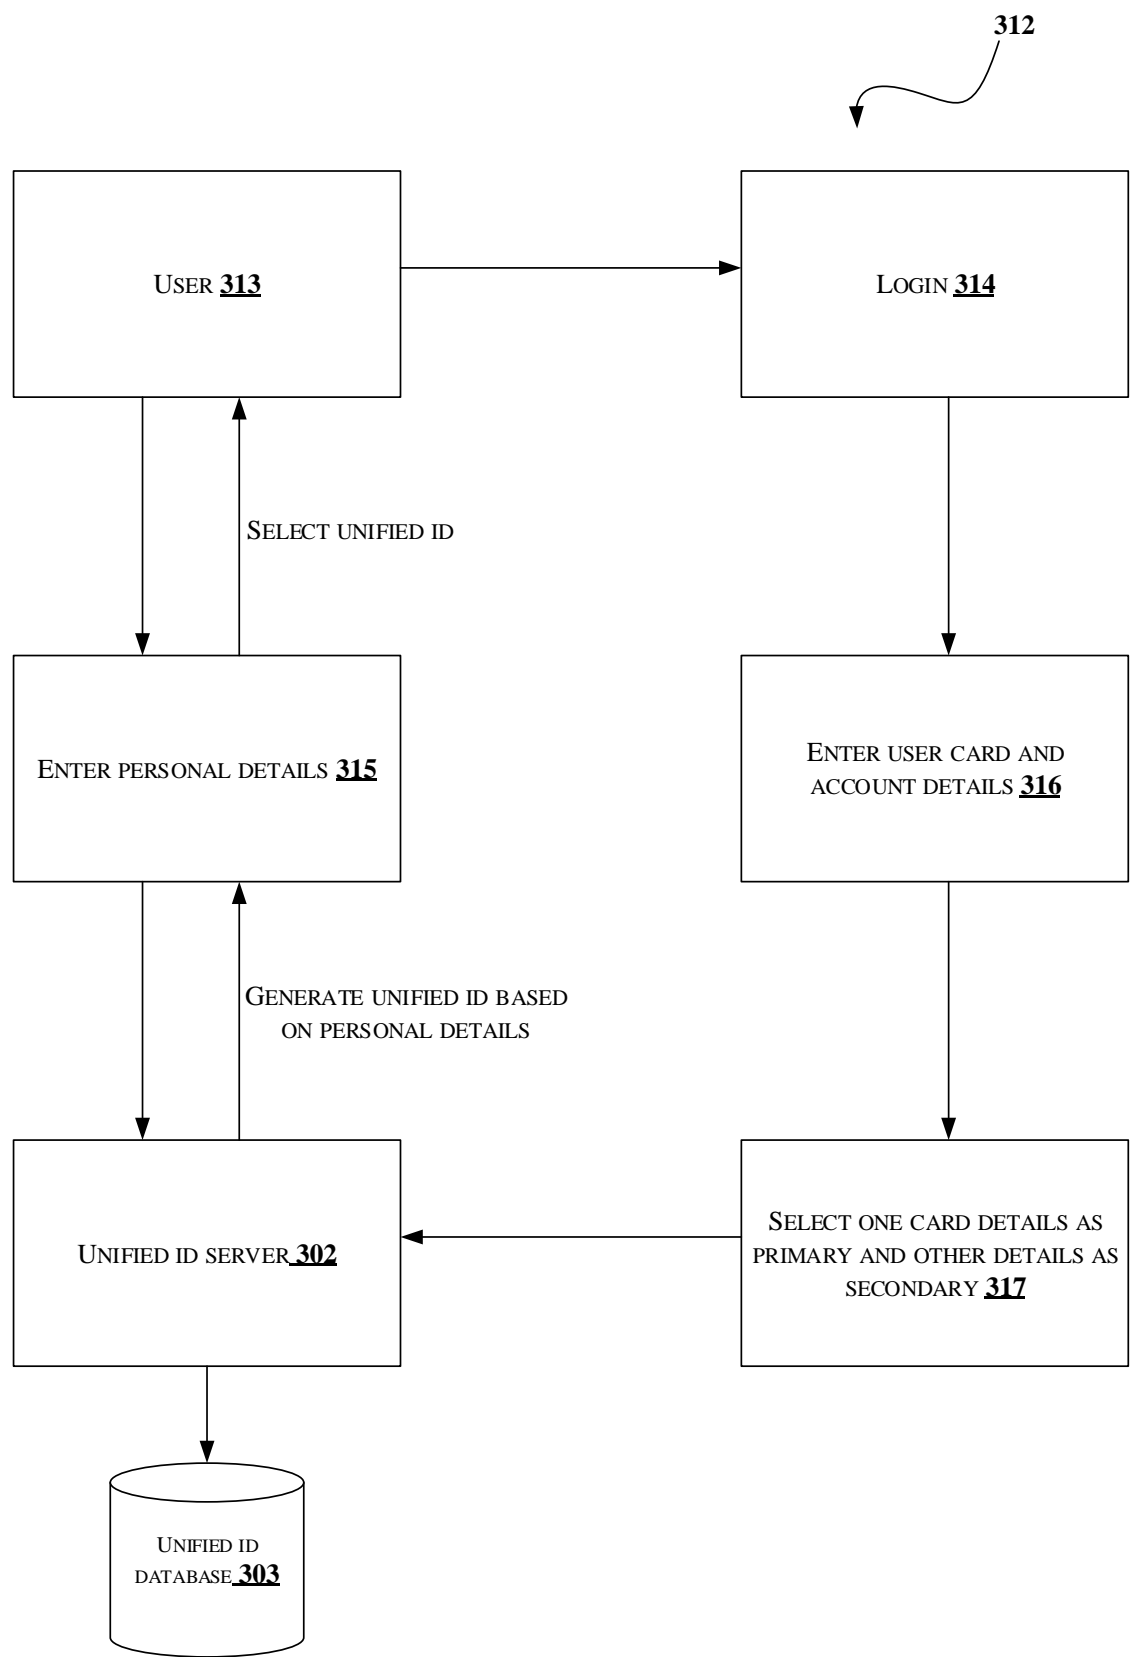 312
USER 313
LOGIN 314
SELECT UNIFIED ID
ENTER PERSONAL DETAILS 315
ENTER USER CARD AND
ACCOUNT DETAILS 316
GENERATE UNIFIED ID BASED
ON PERSONAL DETAILS
UNIFIED ID SERVER 302
SELECT ONE CARD DETAILS AS
PRIMARY AND OTHER DETAILS AS
SECONDARY 317
UNIFIED ID
DATABASE 303